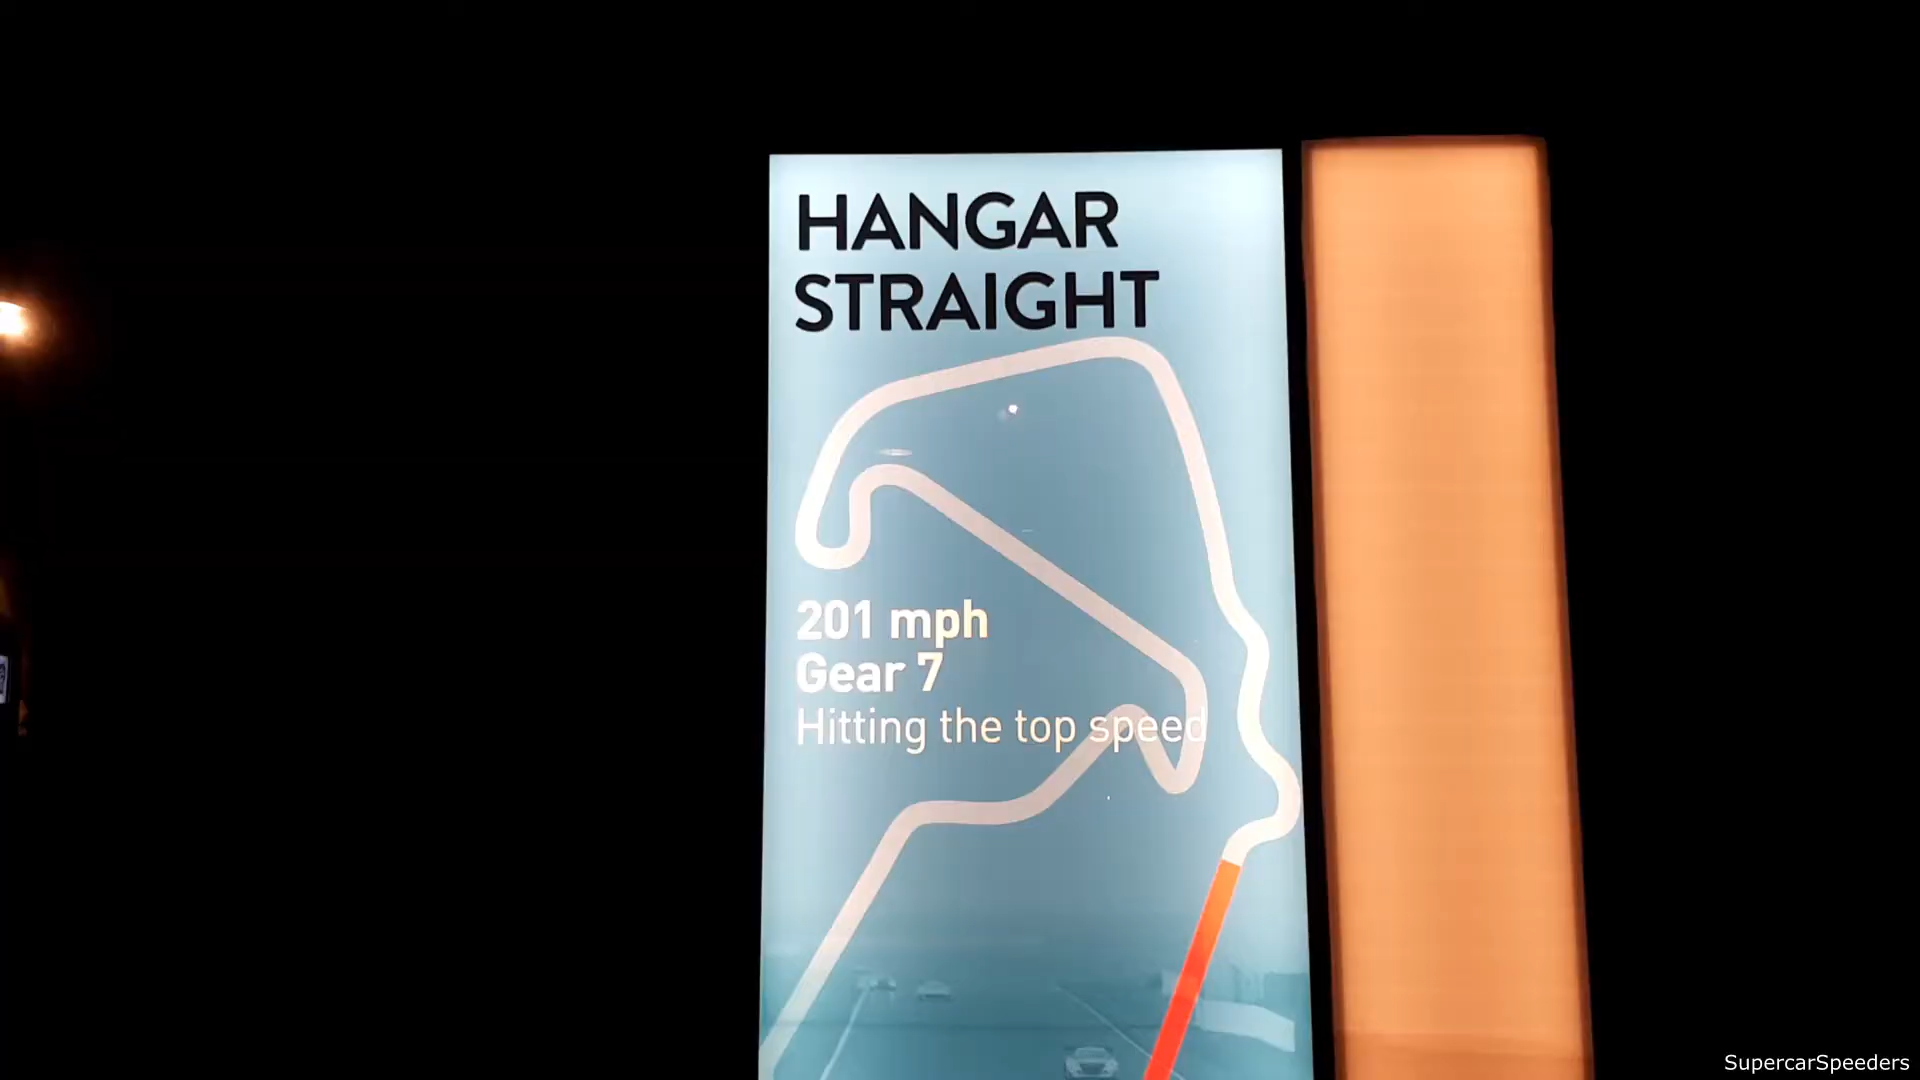 HANGAR
STRAIGHT
201 mph
Gear 7
Hitting the top speed
SupercarSpeeders